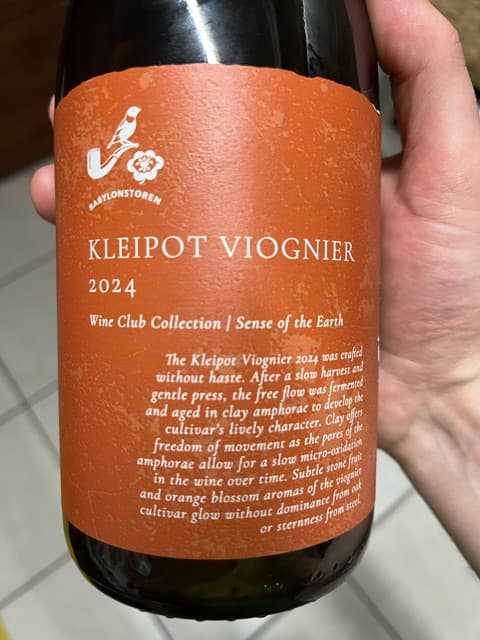 BABYLONSTOREN
KLEIPOT VIOGNIER
2024
Wine Club Collection | Sense of the Earth
The Kleipot Viognier 2024 was crafted
without haste. After a slow harvest and
gentle press, the free flow was fermented
and aged in clay amphorae to develop the
cultivar's lively character. Clay offers
freedom of movement as the pores of the
amphorae allow for a slow micro-oxidation
in the wine over time. Subtle stone fruit
and orange blossom aromas of the viognier
cultivar glow without dominance from oak
or sternness from steel.